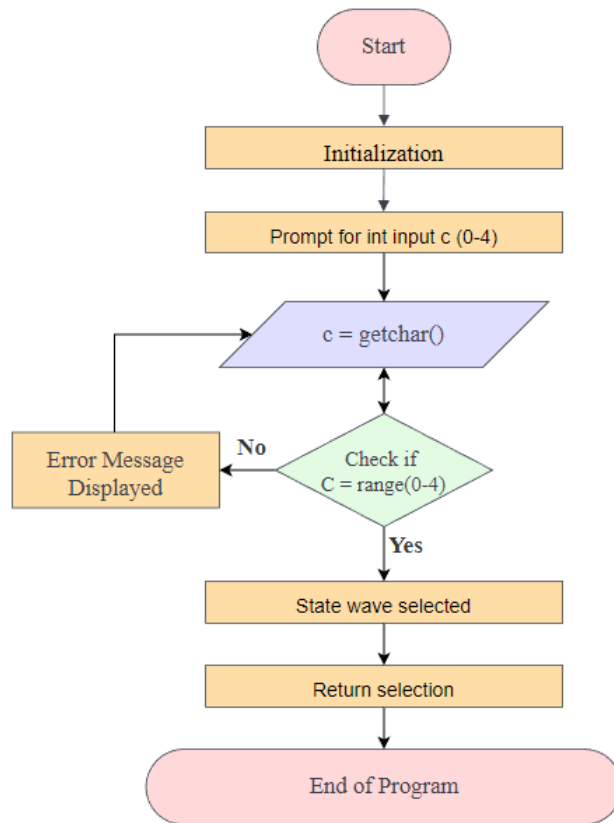 Start
Initialization
Prompt for int input c (0-4)
c = getchar()
Check if
C = range(0-4)
No
Error Message
Displayed
Yes
State wave selected
Return selection
End of Program